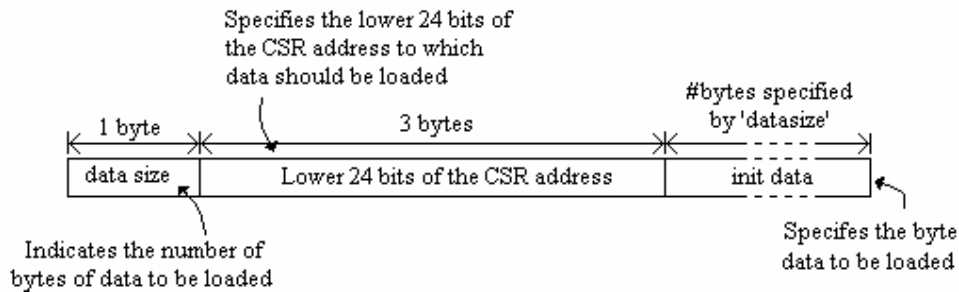 Specifies the lower 24 bits of
the CSR address to which
data should be loaded
#bytes specified
by 'datasize'
1 byte
3 bytes
data size
Lower 24 bits of the CSR address
init data
Indicates the number of
bytes of data to be loaded
Specifes the byte
data to be loaded